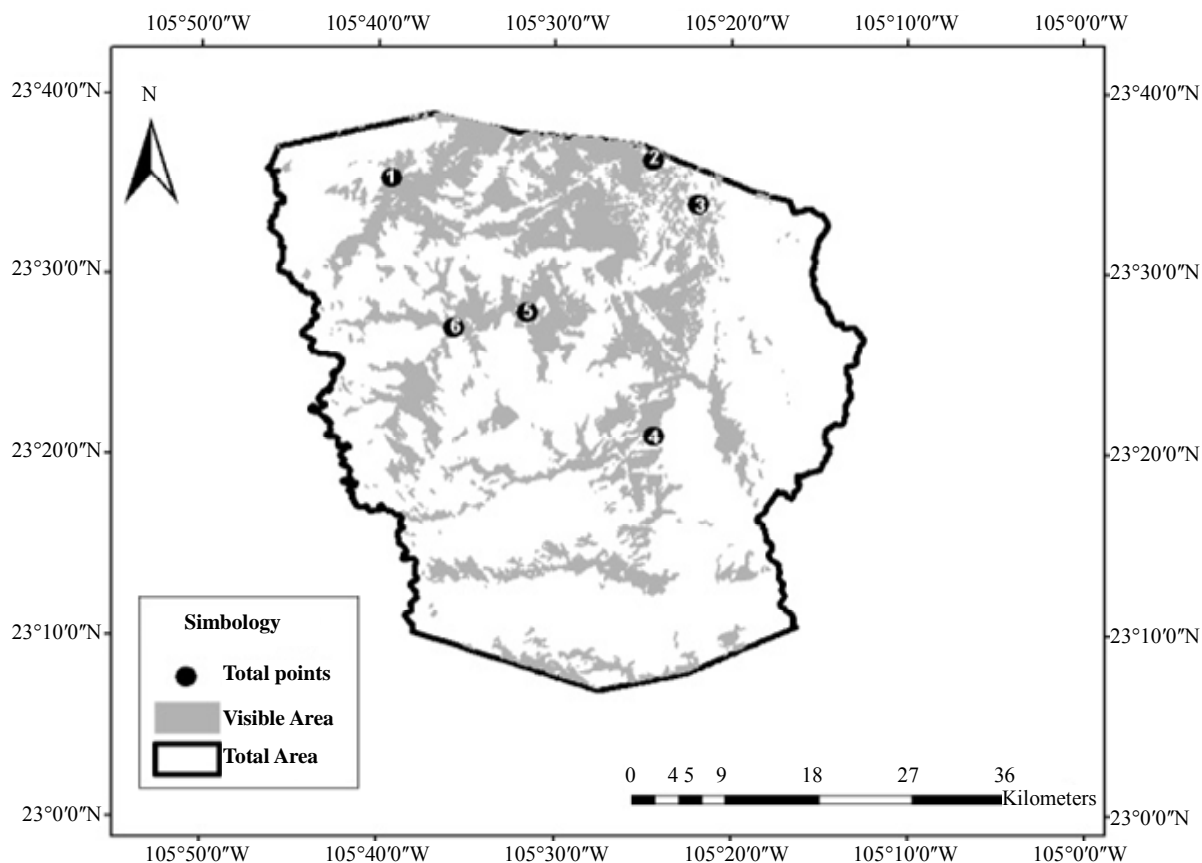 105°50′0″W 105°40′0″W 105°30′0″W 105°20′0″W 105°10′0″W 105°0′0″W
23°40′0″N 23°40′0″N
N
2
1
3
23°30′0″N 23°30′0″N
5
6
4
23°20′0″N 23°20′0″N
Simbology
23°10′0″N 23°10′0″N
Total points
Visible Area
Total Area
0 4 5 9 18 27 36
Kilometers
23°0′0″N 23°0′0″N
105°50′0″W 105°40′0″W 105°30′0″W 105°20′0″W 105°10′0″W 105°0′0″W